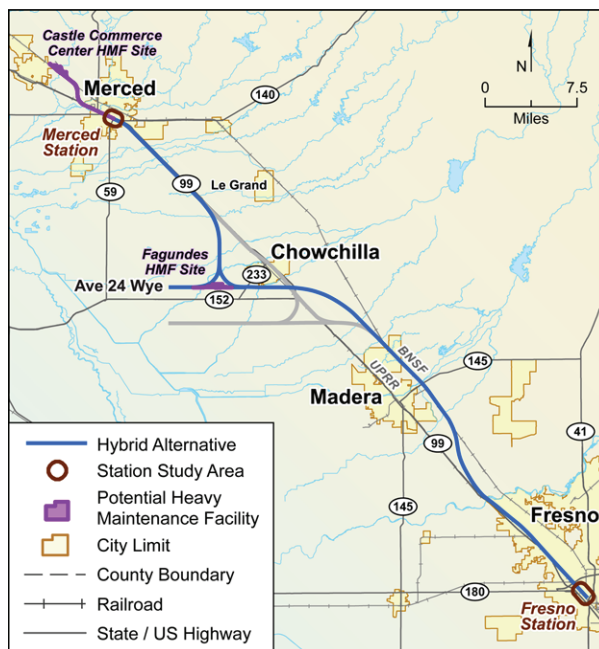 Castle Commerce
Center HMF Site
Merced
N
0 7.5
Miles
140
Merced
Station
59
99
Le Grand
Fagundes
HMF Site
Chowchilla
233
Ave 24 Wye
152
BNSF
UPRR
145
Madera
99
41
145
Fresno
180
Fresno
Station
Hybrid Alternative
Station Study Area
Potential Heavy
Maintenance Facility
City Limit
County Boundary
Railroad
State / US Highway